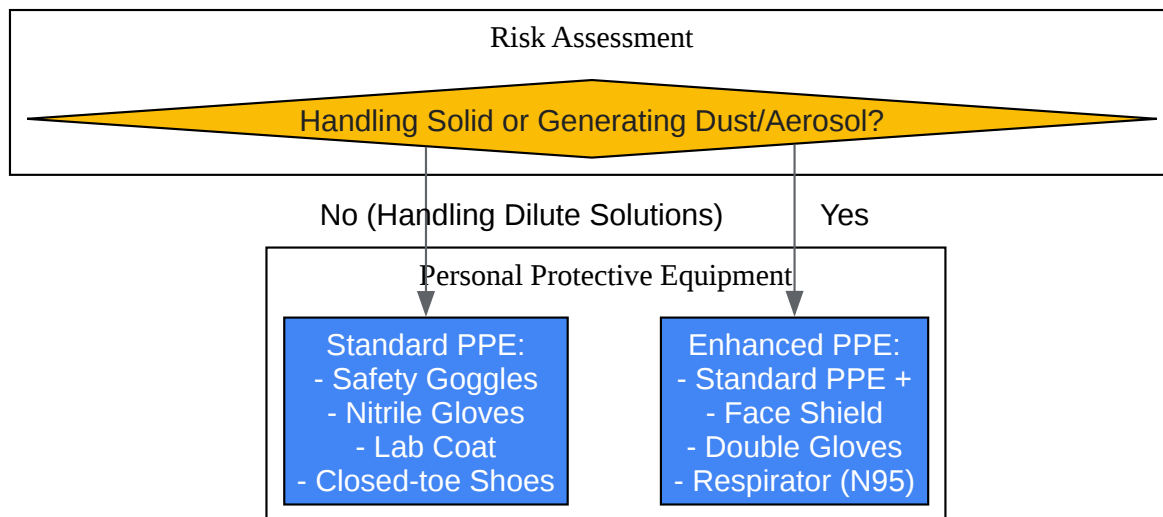 Risk Assessment
Handling Solid or Generating Dust/Aerosol?
No (Handling Dilute Solutions)
Yes
Personal Protective Equipment
Standard PPE:
- Safety Goggles
- Nitrile Gloves
- Lab Coat
- Closed-toe Shoes
Enhanced PPE:
- Standard PPE +
- Face Shield
- Double Gloves
- Respirator (N95)